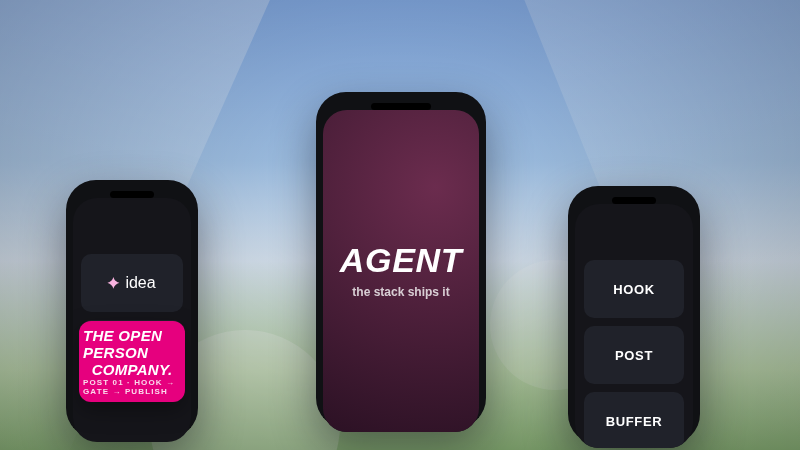 ✦ idea
THE OPEN
PERSON
COMPANY.
POST 01 · HOOK →
GATE → PUBLISH
AGENT
the stack ships it
HOOK
POST
BUFFER